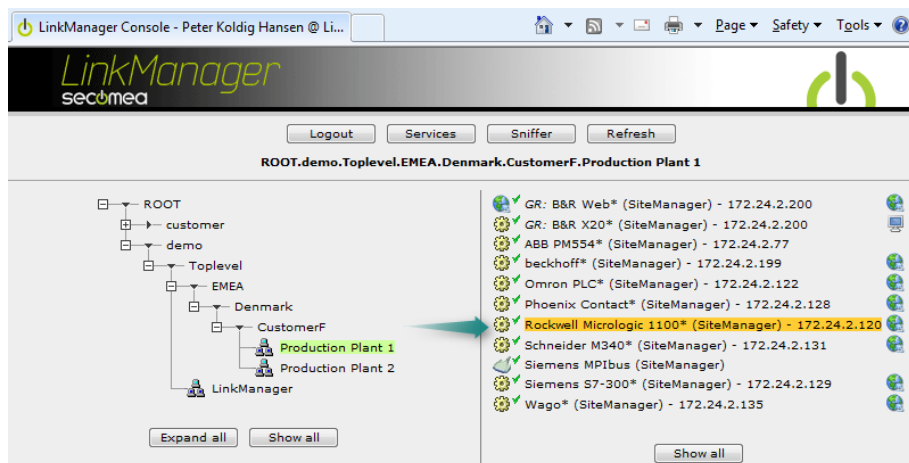 LinkManager Console - Peter Koldig Hansen @ Li...
Page Safety Tools
LinkManager
secomea
Logout Services Sniffer Refresh
ROOT.demo.Toplevel.EMEA.Denmark.CustomerF.Production Plant 1
ROOT
customer
demo
Toplevel
EMEA
Denmark
CustomerF
Production Plant 1
Production Plant 2
LinkManager
Expand all Show all
GR: B&R Web* (SiteManager) - 172.24.2.200
GR: B&R X20* (SiteManager) - 172.24.2.200
ABB PM554* (SiteManager) - 172.24.2.77
beckhoff* (SiteManager) - 172.24.2.199
Omron PLC* (SiteManager) - 172.24.2.122
Phoenix Contact* (SiteManager) - 172.24.2.128
Rockwell Micrologic 1100* (SiteManager) - 172.24.2.120
Schneider M340* (SiteManager) - 172.24.2.131
Siemens MPIbus (SiteManager)
Siemens S7-300* (SiteManager) - 172.24.2.129
Wago* (SiteManager) - 172.24.2.135
Show all